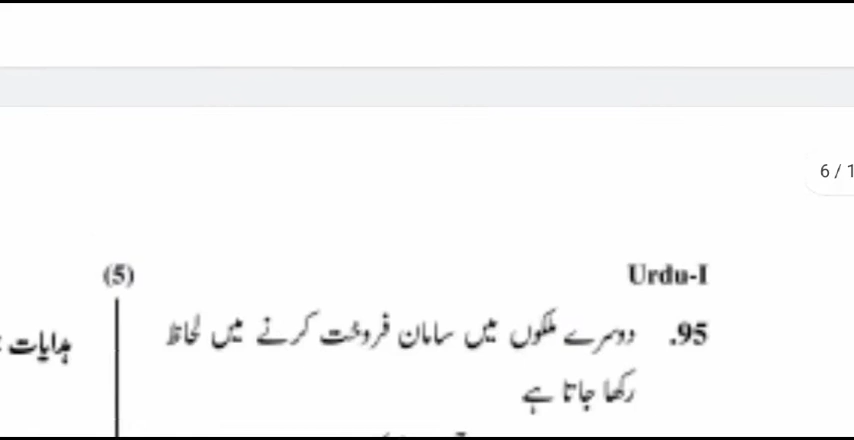 6 / 1
(5) Urdu-I
95. دوسرے ملکوں میں سامان فروخت کرنے میں لحاظ
رکھا جاتا ہے
ہدایات :